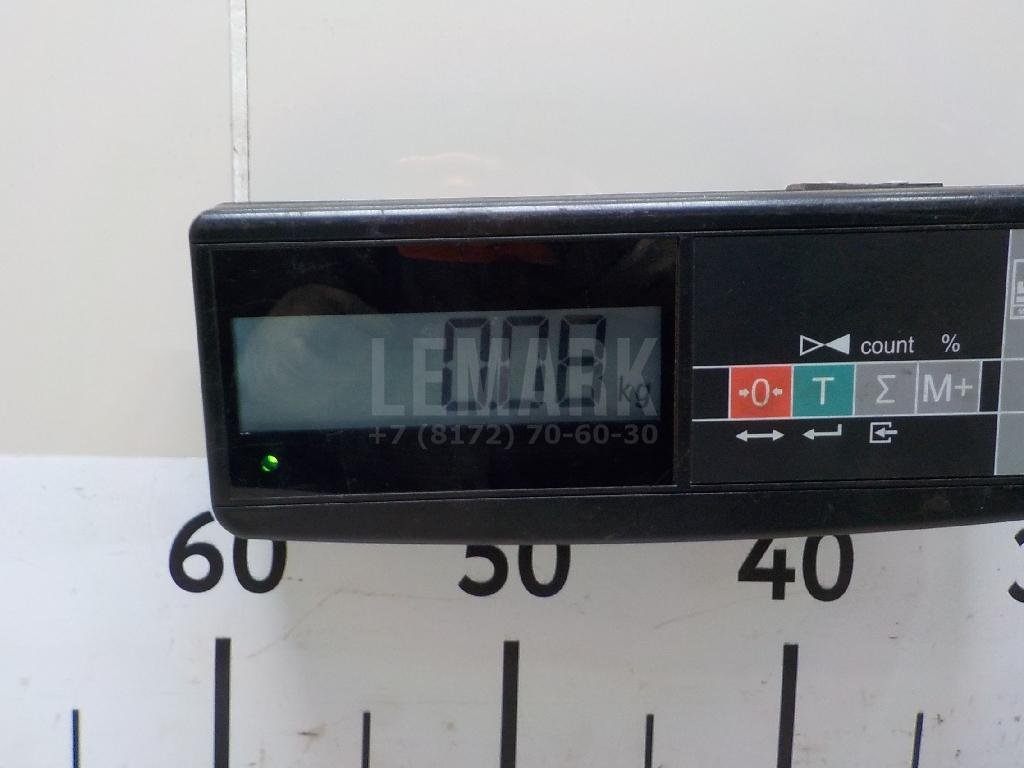 LEMARK
kg
+7 (8172) 70-60-30
count %
0 T Σ M+
60 50 40